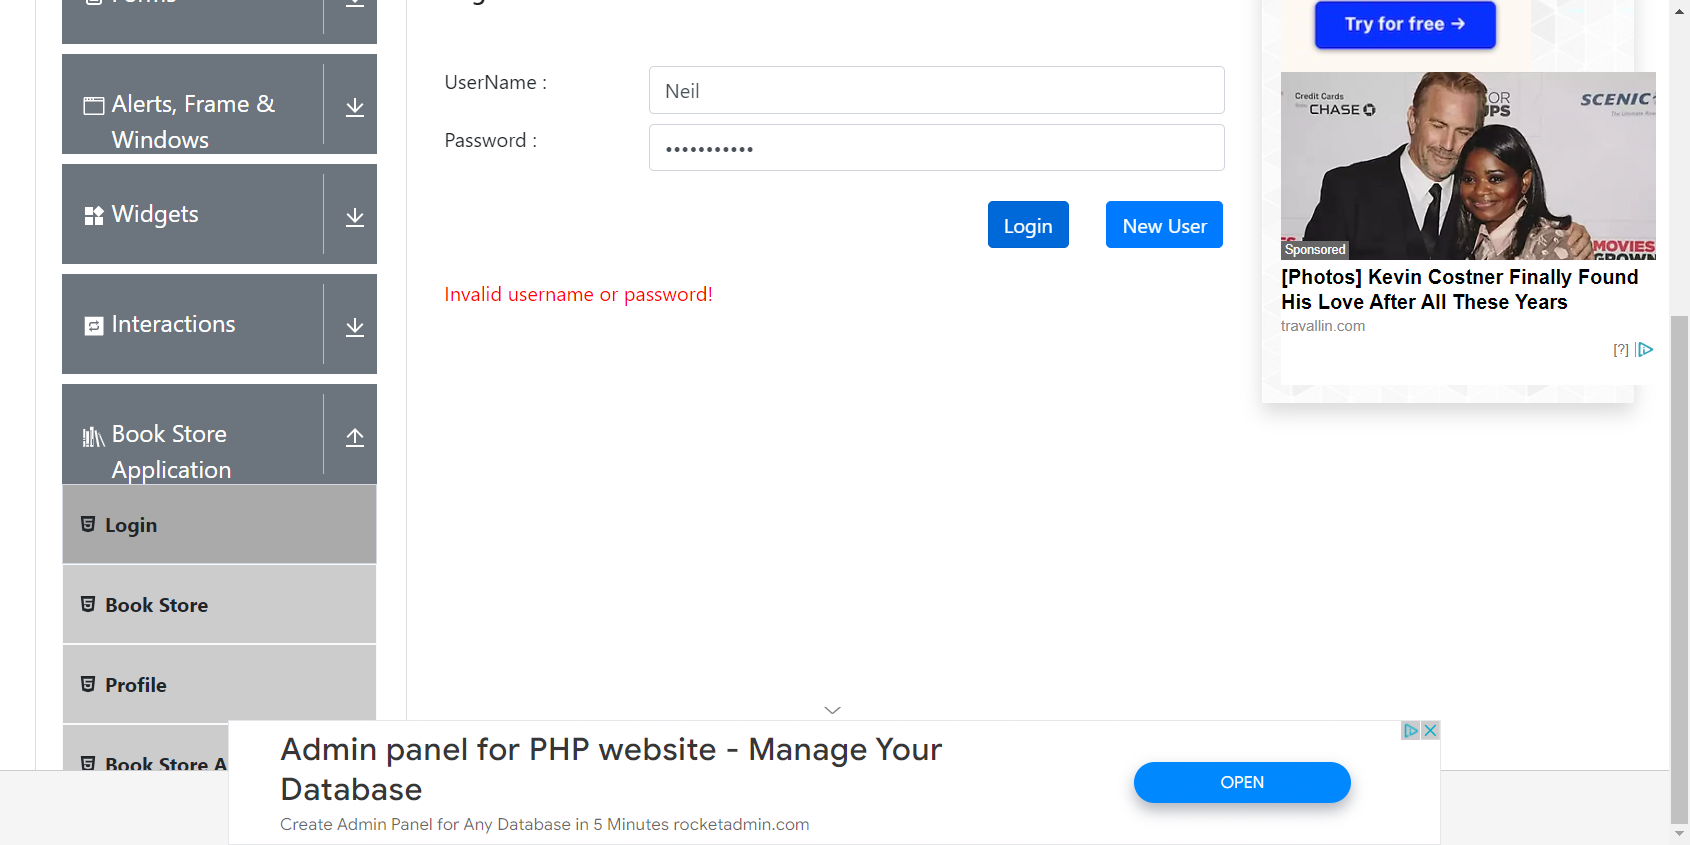 Forms
Alerts, Frame &
Windows
Widgets
Interactions
Book Store
Application
Login
Book Store
Profile
Book Store A
UserName :
Neil
Password :
•••••••••••
Login
New User
Invalid username or password!
Try for free →
Credit Cards
CHASE
OR
UPS
SCENIC
MOVIES
GROWN
Sponsored
[Photos] Kevin Costner Finally Found
His Love After All These Years
travallin.com
[?]
Admin panel for PHP website - Manage Your
Database
Create Admin Panel for Any Database in 5 Minutes rocketadmin.com
OPEN